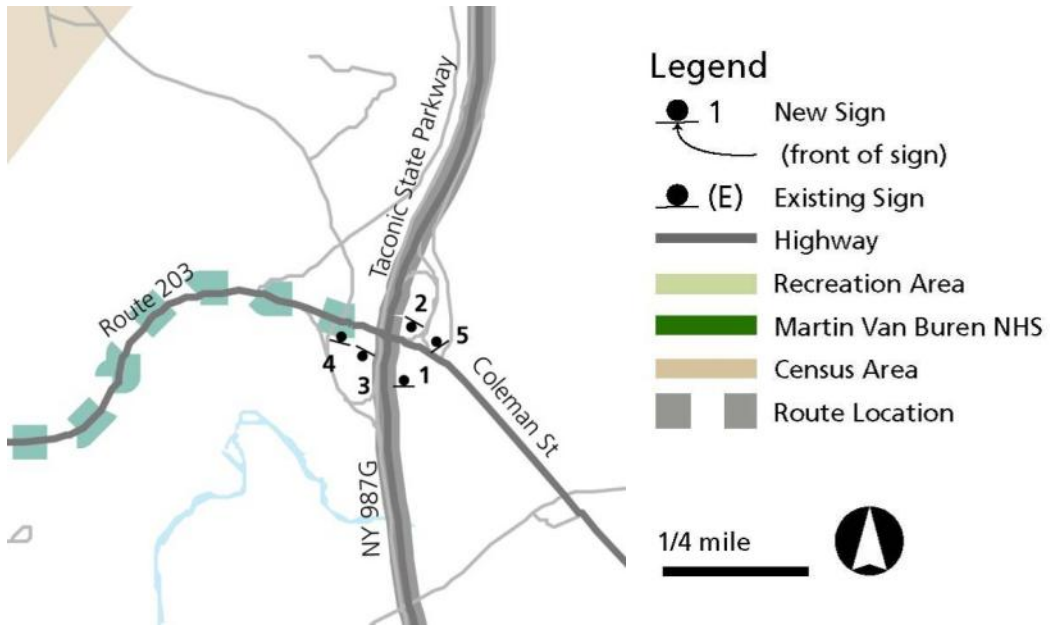 Taconic State Parkway
Route 203
2
5
4
3
1
Coleman St
NY 987G
Legend
1 New Sign
(front of sign)
(E) Existing Sign
Highway
Recreation Area
Martin Van Buren NHS
Census Area
Route Location
1/4 mile